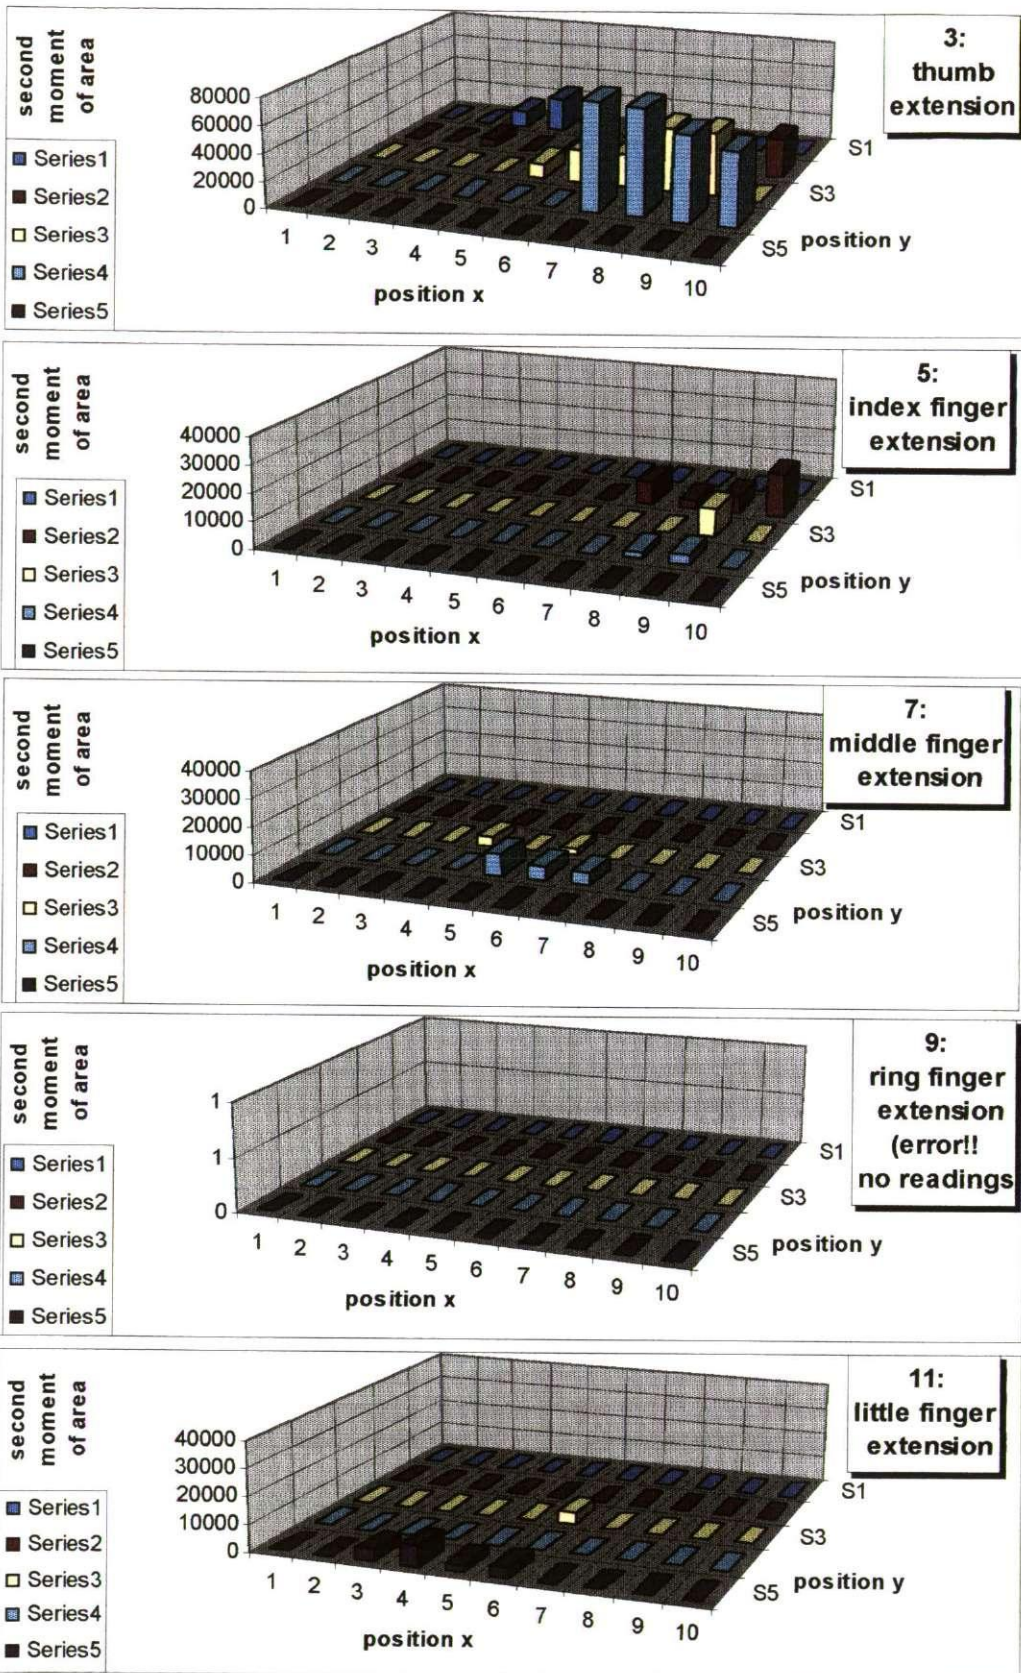 second
moment
of area
3:
thumb
extension
80000
60000
40000
20000
0
Series1
Series2
Series3
Series4
Series5
1 2 3 4 5 6 7 8 9 10
position x
S1
S3
S5
position y
second
moment
of area
5:
index finger
extension
40000
30000
20000
10000
0
Series1
Series2
Series3
Series4
Series5
1 2 3 4 5 6 7 8 9 10
position x
S1
S3
S5
position y
second
moment
of area
7:
middle finger
extension
40000
30000
20000
10000
0
Series1
Series2
Series3
Series4
Series5
1 2 3 4 5 6 7 8 9 10
position x
S1
S3
S5
position y
second
moment
of area
9:
ring finger
extension
(error!!
no readings
1
1
0
Series1
Series2
Series3
Series4
Series5
1 2 3 4 5 6 7 8 9 10
position x
S1
S3
S5
position y
second
moment
of area
11:
little finger
extension
40000
30000
20000
10000
0
Series1
Series2
Series3
Series4
Series5
1 2 3 4 5 6 7 8 9 10
position x
S1
S3
S5
position y